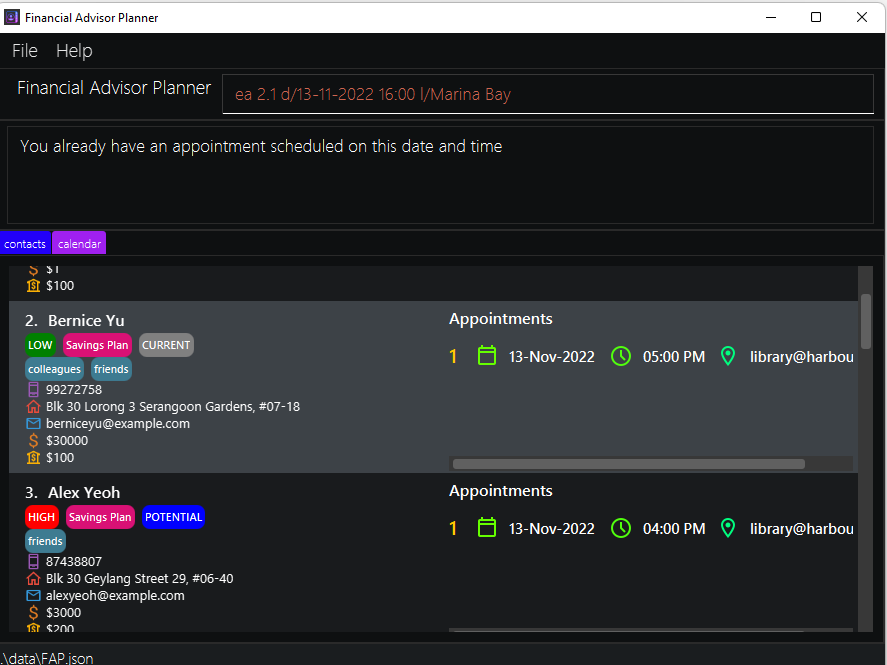 Financial Advisor Planner
File Help
Financial Advisor Planner
ea 2.1 d/13-11-2022 16:00 l/Marina Bay
You already have an appointment scheduled on this date and time
contacts calendar
$1
$100
2. Bernice Yu
LOW Savings Plan CURRENT
colleagues friends
99272758
Blk 30 Lorong 3 Serangoon Gardens, #07-18
berniceyu@example.com
$30000
$100
Appointments
1 13-Nov-2022 05:00 PM library@harbou
3. Alex Yeoh
HIGH Savings Plan POTENTIAL
friends
87438807
Blk 30 Geylang Street 29, #06-40
alexyeoh@example.com
$3000
$200
Appointments
1 13-Nov-2022 04:00 PM library@harbou
.\data\FAP.json